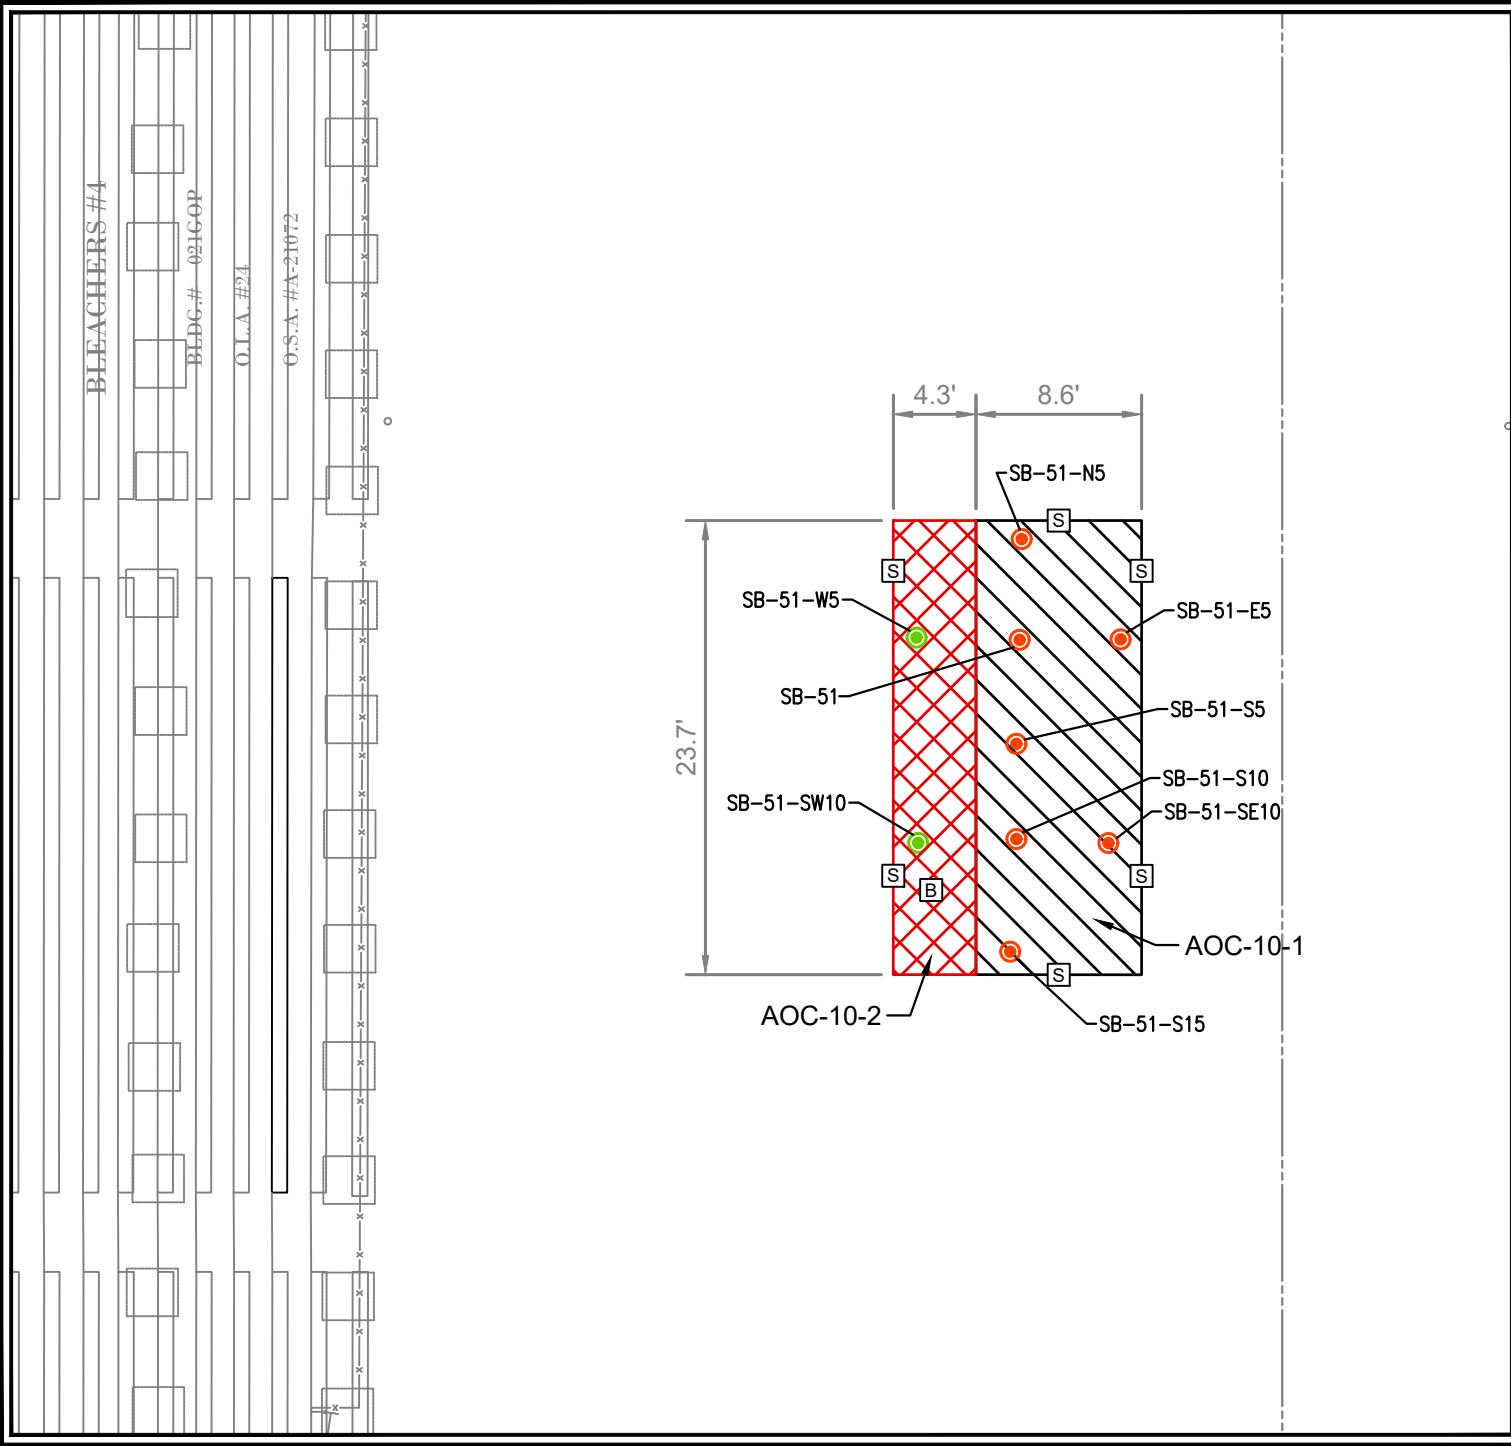 BLEACHERS #4
BLDG.# 021GOP
O.L.A. #24
O.S.A. #A-21072
4.3'
8.6'
SB-51-N5
S
S
S
SB-51-W5
SB-51-E5
SB-51
SB-51-S5
23.7'
SB-51-S10
SB-51-SW10
SB-51-SE10
S
S
B
AOC-10-1
S
AOC-10-2
SB-51-S15